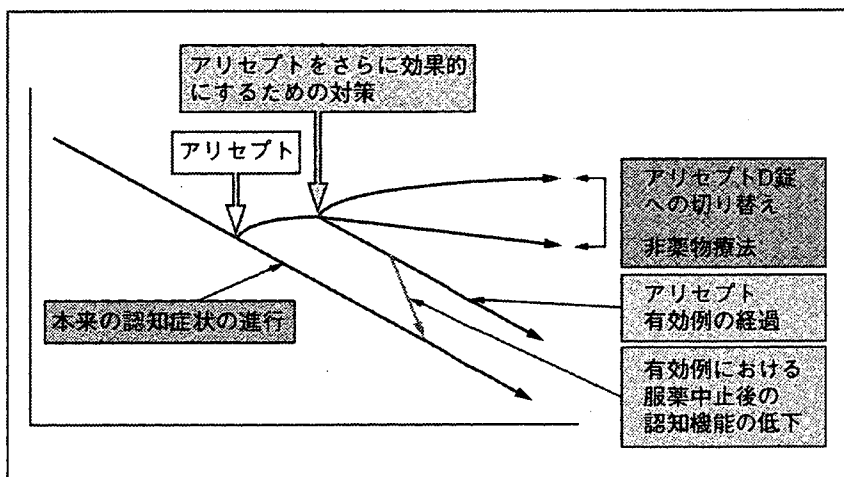 アリセプトをさらに効果的
にするための対策
アリセプト
アリセプトD錠
への切り替え
非薬物療法
アリセプト
有効例の経過
本来の認知症状の進行
有効例における
服薬中止後の
認知機能の低下